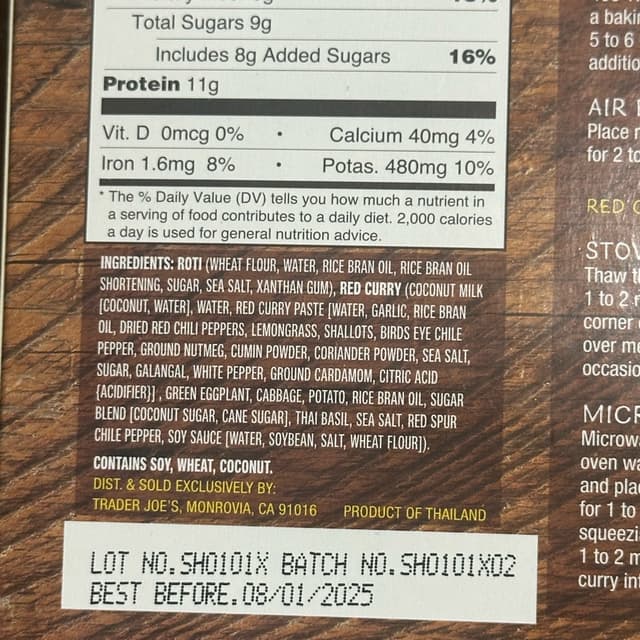 Total Sugars 9g
Includes 8g Added Sugars 16%
Protein 11g
Vit. D 0mcg 0% • Calcium 40mg 4%
Iron 1.6mg 8% • Potas. 480mg 10%
* The % Daily Value (DV) tells you how much a nutrient in
a serving of food contributes to a daily diet. 2,000 calories
a day is used for general nutrition advice.
INGREDIENTS: ROTI (WHEAT FLOUR, WATER, RICE BRAN OIL, RICE BRAN OIL
SHORTENING, SUGAR, SEA SALT, XANTHAN GUM), RED CURRY (COCONUT MILK
[COCONUT, WATER], WATER, RED CURRY PASTE [WATER, GARLIC, RICE BRAN
OIL, DRIED RED CHILI PEPPERS, LEMONGRASS, SHALLOTS, BIRDS EYE CHILE
PEPPER, GROUND NUTMEG, CUMIN POWDER, CORIANDER POWDER, SEA SALT,
SUGAR, GALANGAL, WHITE PEPPER, GROUND CARDAMOM, CITRIC ACID
{ACIDIFIER}] , GREEN EGGPLANT, CABBAGE, POTATO, RICE BRAN OIL, SUGAR
BLEND [COCONUT SUGAR, CANE SUGAR], THAI BASIL, SEA SALT, RED SPUR
CHILE PEPPER, SOY SAUCE [WATER, SOYBEAN, SALT, WHEAT FLOUR]).
CONTAINS SOY, WHEAT, COCONUT.
DIST. & SOLD EXCLUSIVELY BY:
TRADER JOE'S, MONROVIA, CA 91016 PRODUCT OF THAILAND
LOT NO.SH0101X BATCH NO.SH0101X02
BEST BEFORE.08/01/2025
a
5 to 6
AIR
Place
for 2 to
RED
Thaw
1 to 2
corner
over
MICR
Microw
oven
and
for 1 to
1 to 2
curry